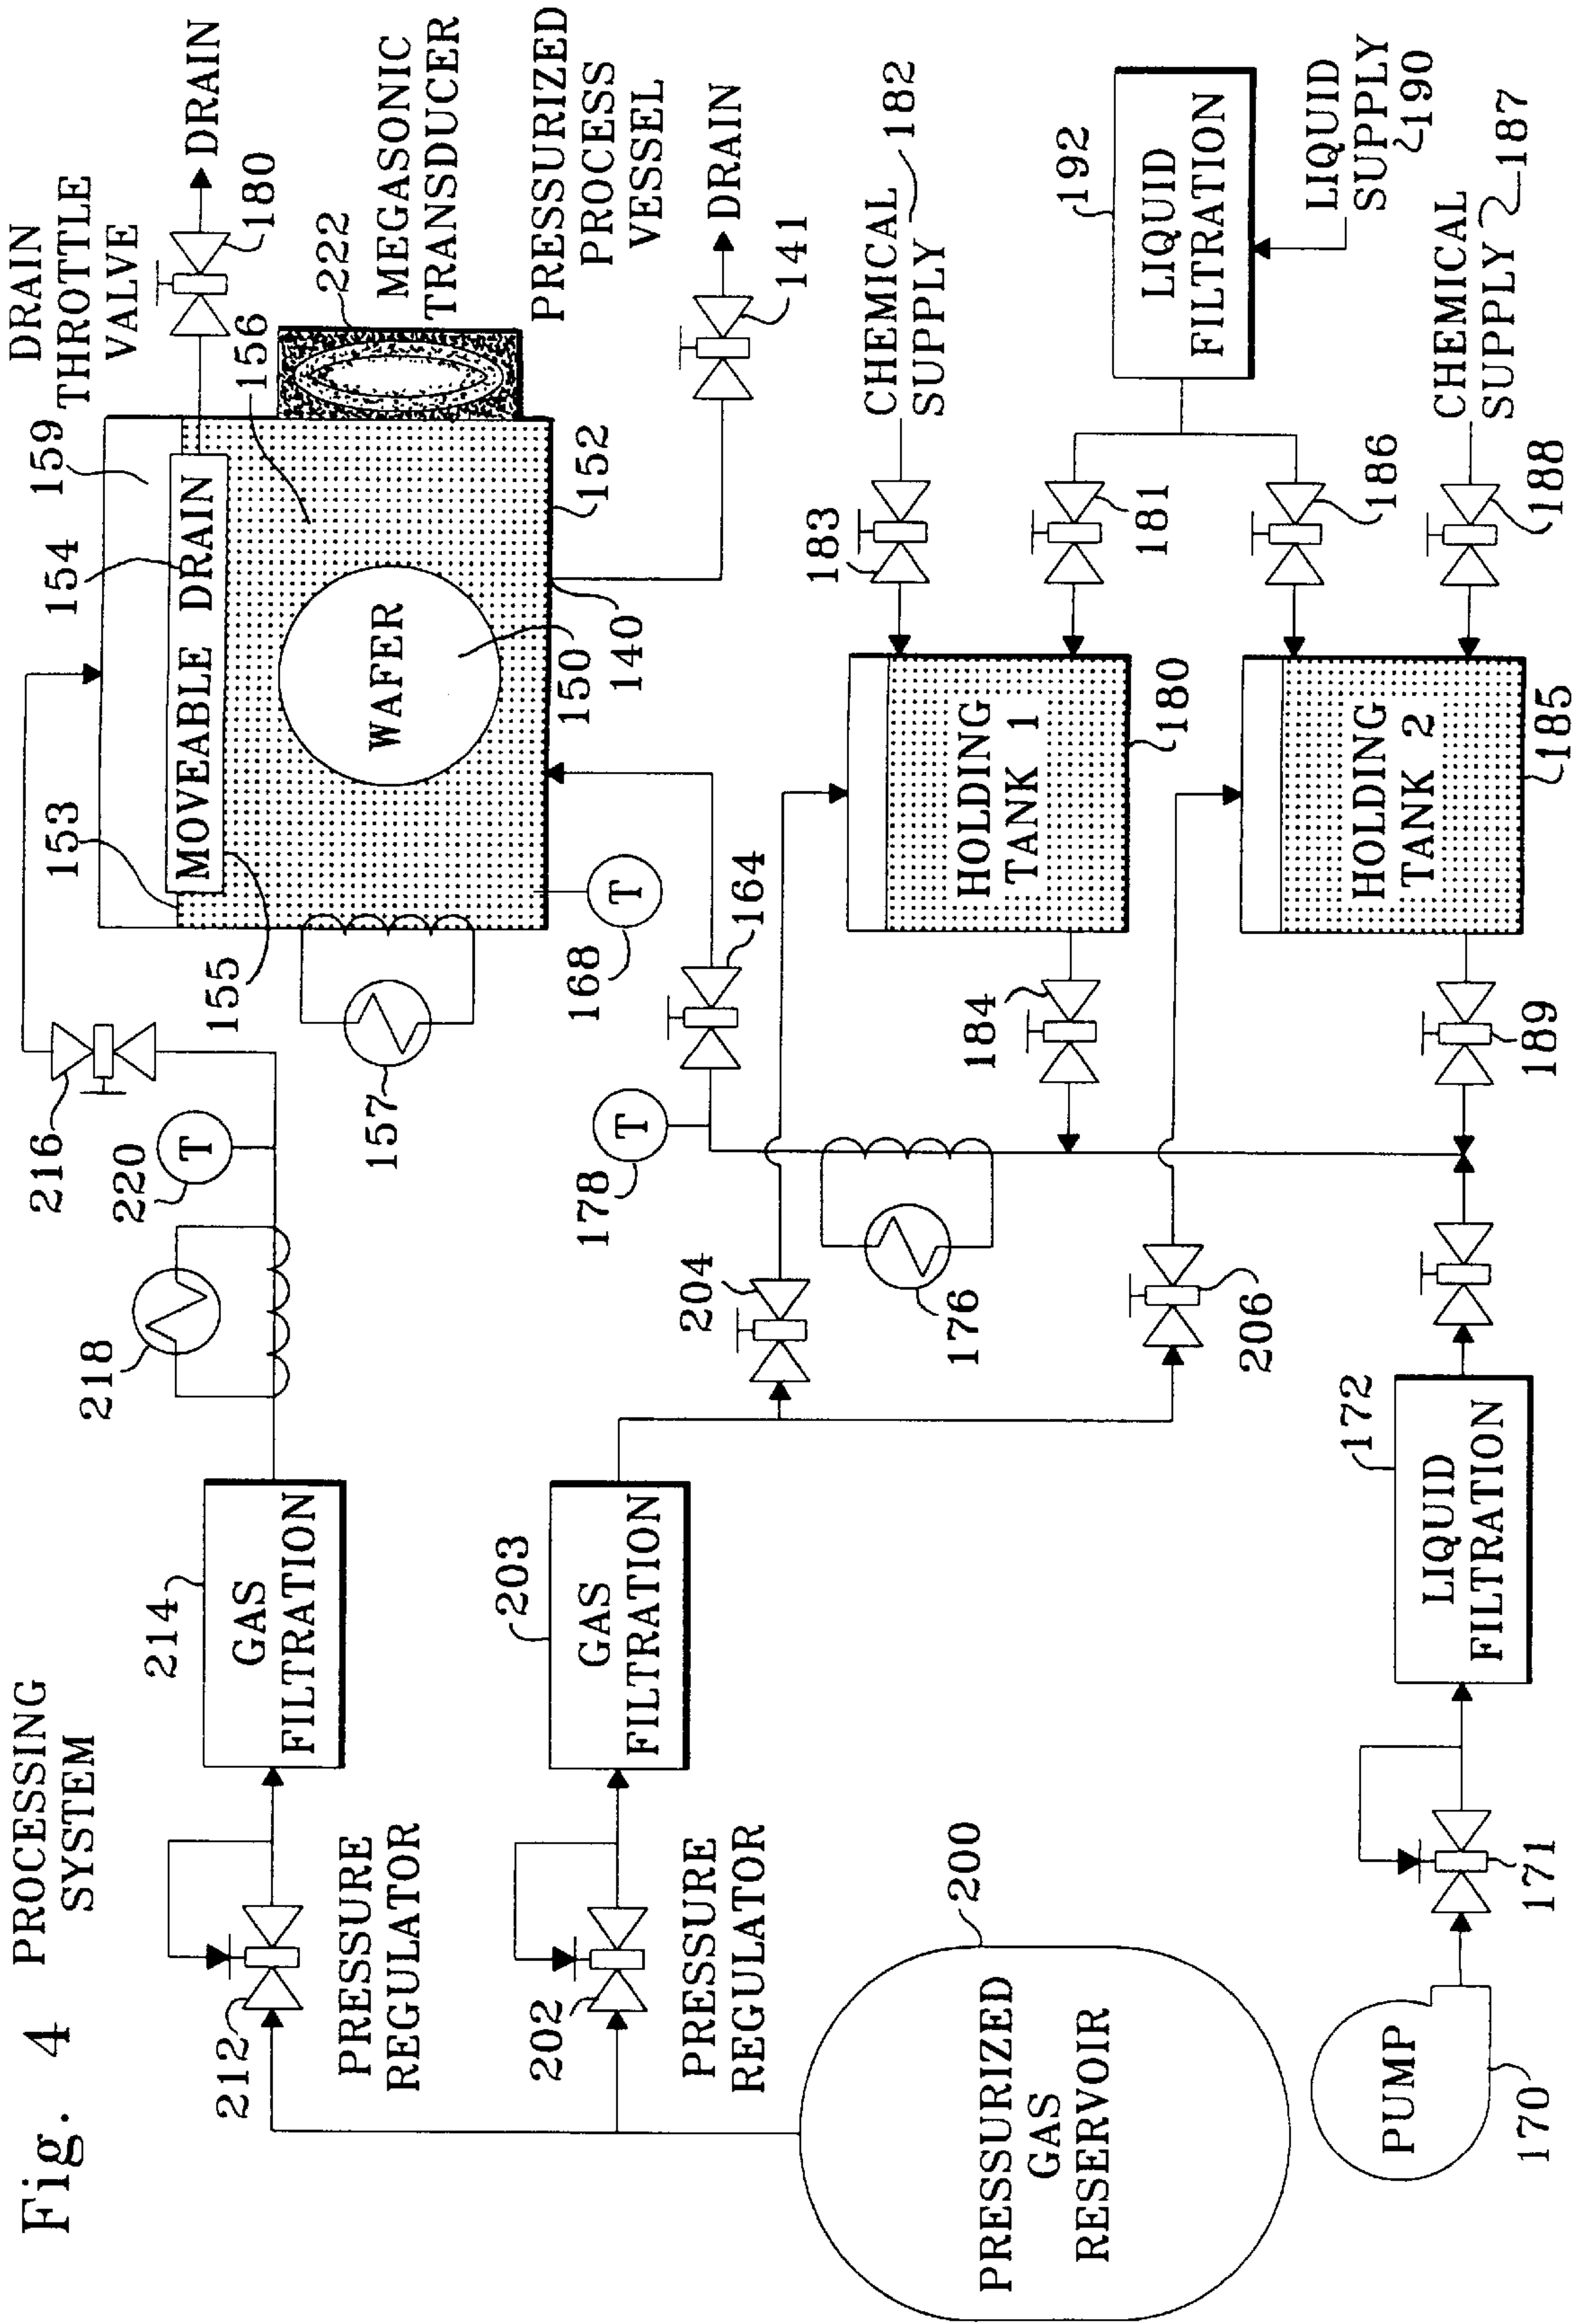 Fig. 4
PROCESSING
SYSTEM
212
PRESSURE
REGULATOR
214
GAS
FILTRATION
218
220
T
216
153
155
159
154
MOVEABLE DRAIN
DRAIN
THROTTLE
VALVE
DRAIN
180
156
222
MEGASONIC
TRANSDUCER
PRESSURIZED
PROCESS
VESSEL
WAFER
150
140
152
157
168
T
141
DRAIN
202
PRESSURE
REGULATOR
203
GAS
FILTRATION
178
T
164
204
176
206
184
183
CHEMICAL
SUPPLY
182
HOLDING
TANK 1
180
181
192
LIQUID
FILTRATION
LIQUID
SUPPLY
190
186
HOLDING
TANK 2
185
189
188
CHEMICAL
SUPPLY
187
200
PRESSURIZED
GAS
RESERVOIR
PUMP
170
171
172
LIQUID
FILTRATION